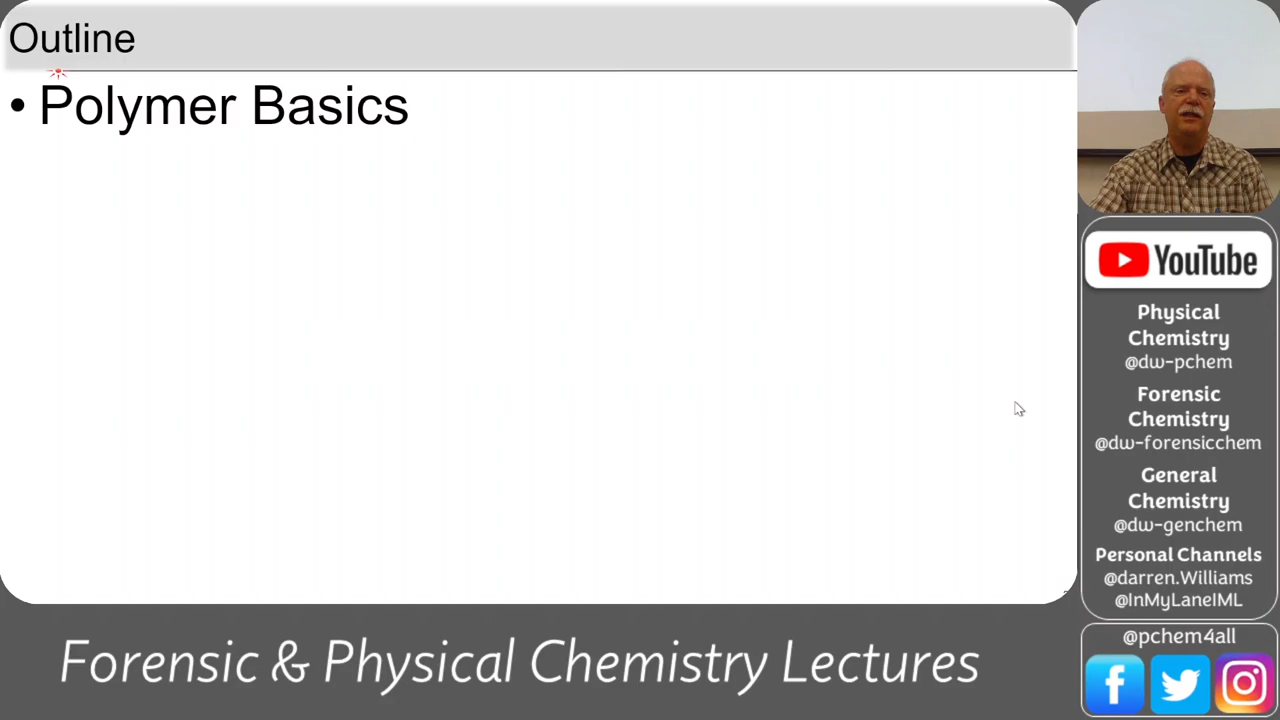 Outline
• Polymer Basics
YouTube
Physical
Chemistry
@dw-pchem
Forensic
Chemistry
@dw-forensicchem
General
Chemistry
@dw-genchem
Personal Channels
@darren.Williams
@InMyLaneIML
@pchem4all
Forensic & Physical Chemistry Lectures